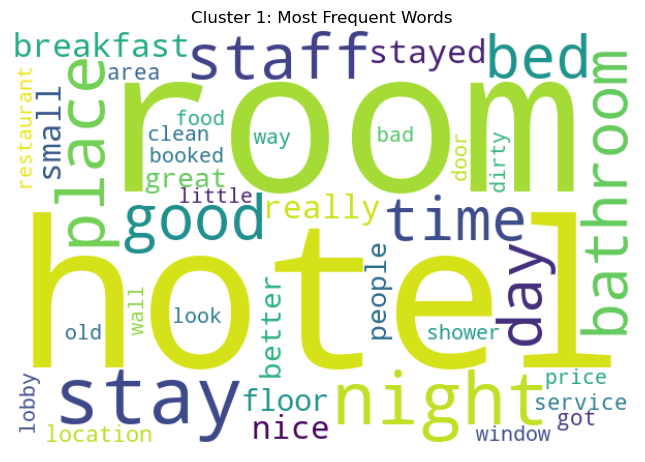 Cluster 1: Most Frequent Words
breakfast
staff
stayed
bed
area
restaurant
small
place
room
food
clean
way
bad
booked
door
dirty
great
little
bathroom
good
really
time
hotel
day
people
wall
look
old
better
shower
lobby
stay
floor
night
price
service
location
nice
window
got